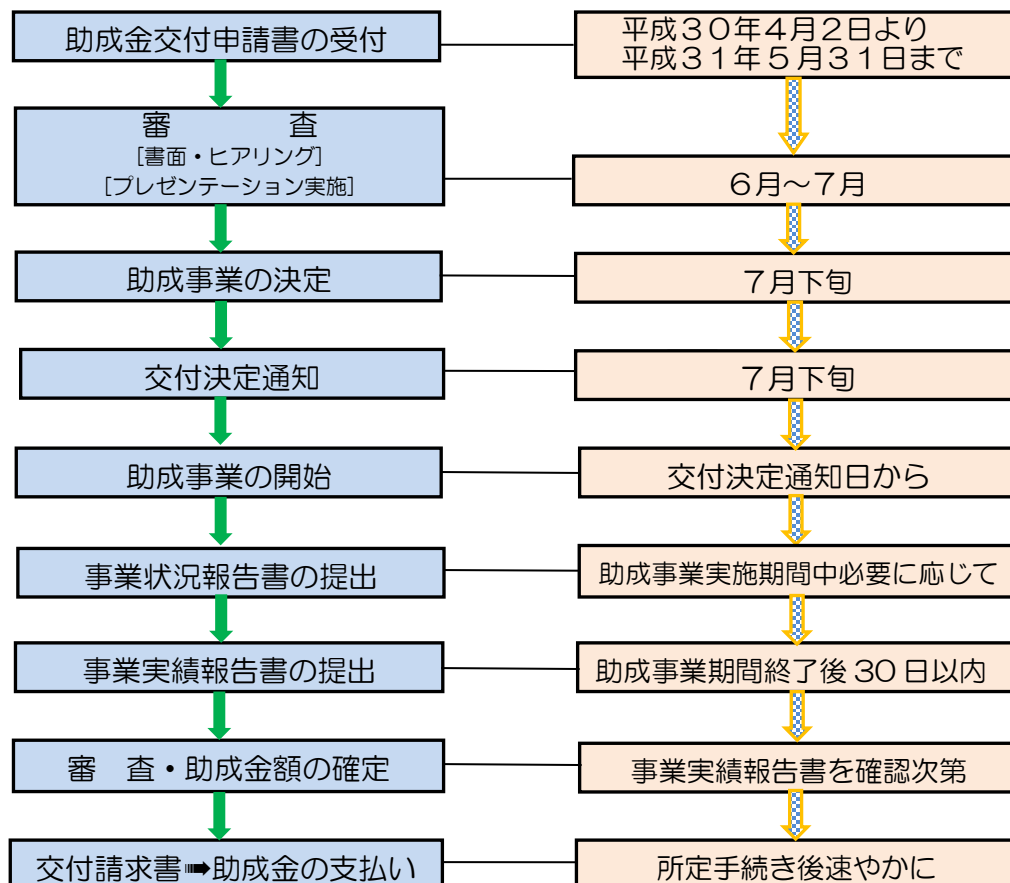 助成金交付申請書の受付
平成３０年４月２日より
平成３１年５月３１日まで
審　　　　査
[書面・ヒアリング]
[プレゼンテーション実施]
６月～７月
助成事業の決定
７月下旬
交付決定通知
７月下旬
助成事業の開始
交付決定通知日から
事業状況報告書の提出
助成事業実施期間中必要に応じて
事業実績報告書の提出
助成事業期間終了後 30 日以内
審　査・助成金額の確定
事業実績報告書を確認次第
交付請求書➠助成金の支払い
所定手続き後速やかに